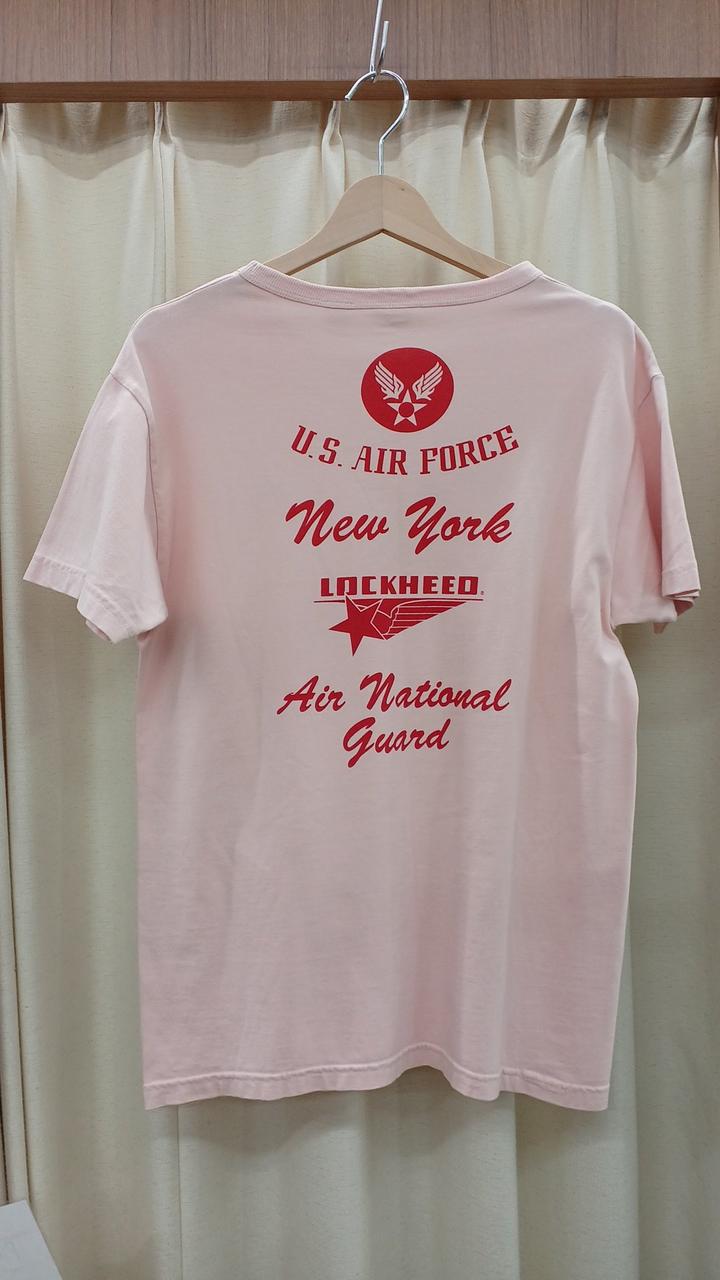 U.S. AIR FORCE
New York
LOCKHEED
Air National
Guard